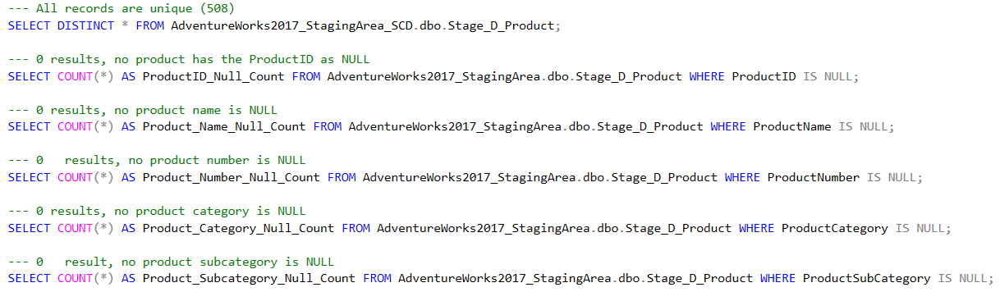 --- All records are unique (508)
SELECT DISTINCT * FROM AdventureWorks2017_StagingArea_SCD.dbo.Stage_D_Product;
--- 0 results, no product has the ProductID as NULL
SELECT COUNT(*) AS ProductID_Null_Count FROM AdventureWorks2017_StagingArea.dbo.Stage_D_Product WHERE ProductID IS NULL;
--- 0 results, no product name is NULL
SELECT COUNT(*) AS Product_Name_Null_Count FROM AdventureWorks2017_StagingArea.dbo.Stage_D_Product WHERE ProductName IS NULL;
--- 0   results, no product number is NULL
SELECT COUNT(*) AS Product_Number_Null_Count FROM AdventureWorks2017_StagingArea.dbo.Stage_D_Product WHERE ProductNumber IS NULL;
--- 0 results, no product category is NULL
SELECT COUNT(*) AS Product_Category_Null_Count FROM AdventureWorks2017_StagingArea.dbo.Stage_D_Product WHERE ProductCategory IS NULL;
--- 0   result, no product subcategory is NULL
SELECT COUNT(*) AS Product_Subcategory_Null_Count FROM AdventureWorks2017_StagingArea.dbo.Stage_D_Product WHERE ProductSubCategory IS NULL;